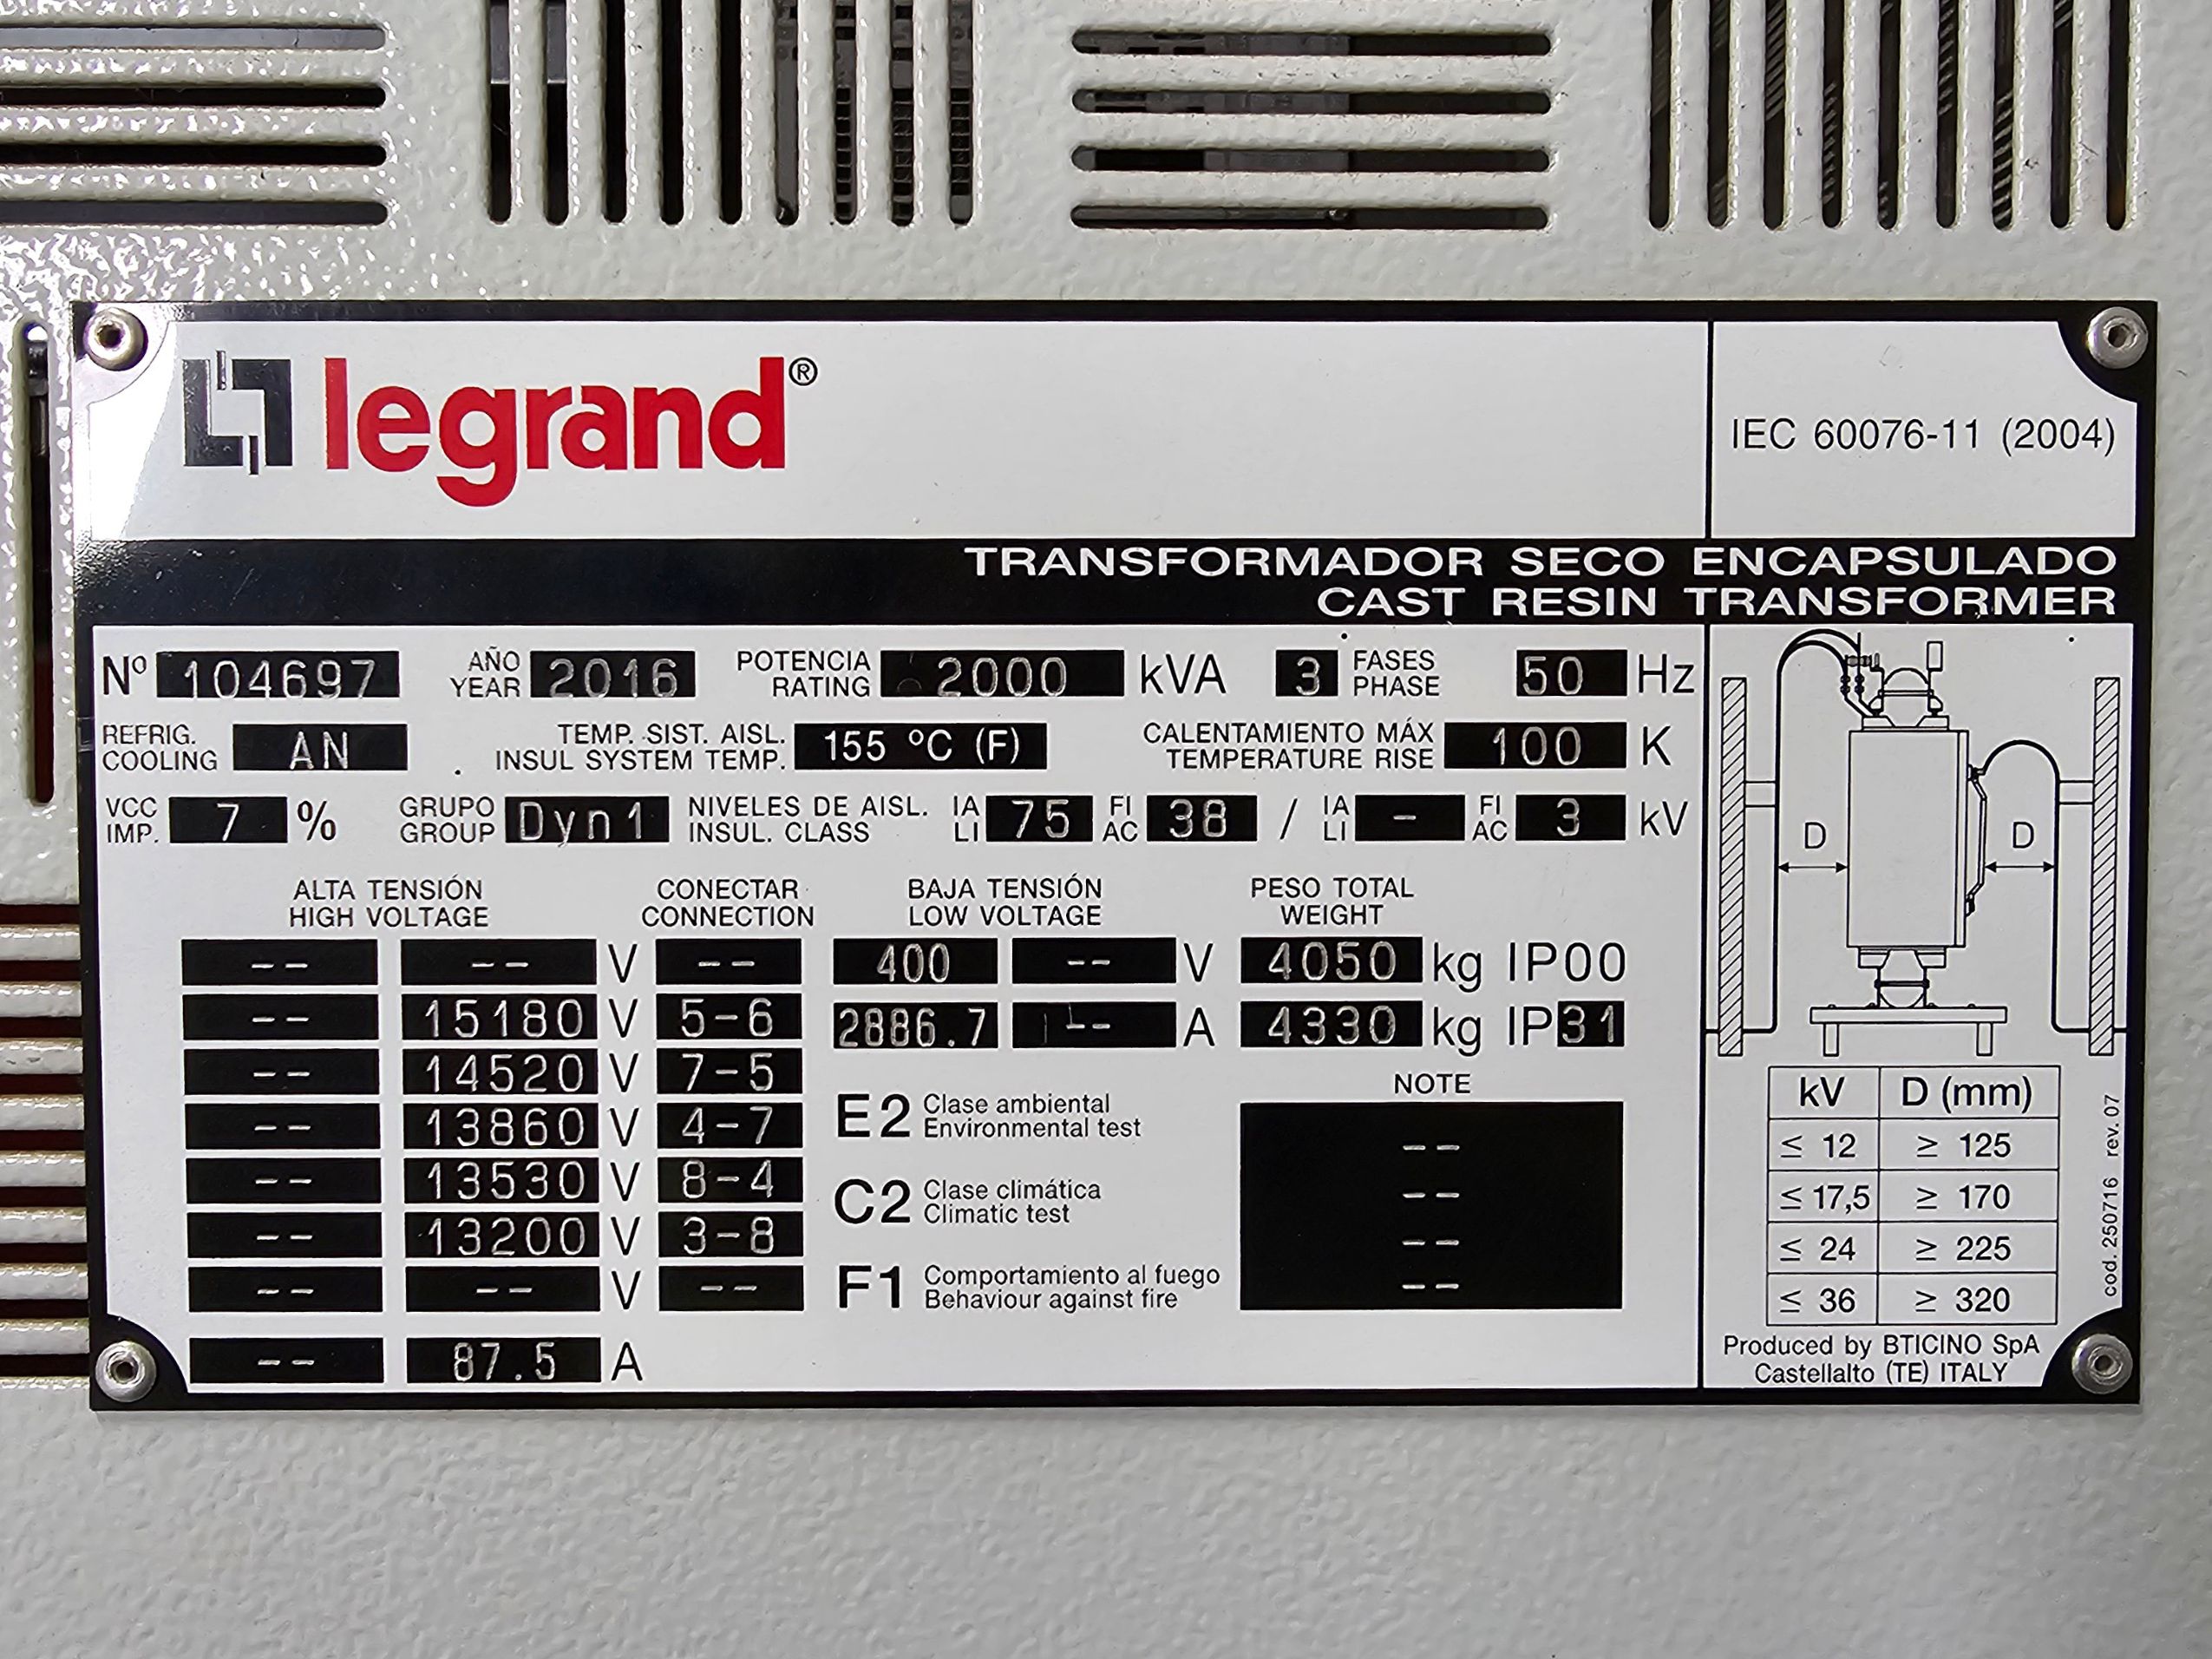 legrand®
IEC 60076-11 (2004)
TRANSFORMADOR SECO ENCAPSULADO
CAST RESIN TRANSFORMER
Nº 104697 AÑO YEAR 2016 POTENCIA RATING 2000 kVA 3 FASES PHASE 50 Hz
REFRIG. COOLING AN TEMP. SIST. AISL. INSUL SYSTEM TEMP. 155 ºC (F) CALENTAMIENTO MÁX TEMPERATURE RISE 100 K
VCC IMP. 7 % GRUPO GROUP Dyn1 NIVELES DE AISL. INSUL. CLASS IA LI 75 FI AC 38 / IA LI - FI AC 3 kV
ALTA TENSIÓN CONECTAR BAJA TENSIÓN PESO TOTAL
HIGH VOLTAGE CONNECTION LOW VOLTAGE WEIGHT
-- -- V -- 400 -- V 4050 kg IP00
-- 15180 V 5-6 2886.7 -- A 4330 kg IP31
-- 14520 V 7-5
-- 13860 V 4-7
-- 13530 V 8-4
-- 13200 V 3-8
-- -- V --
-- 87.5 A
E2 Clase ambiental
Environmental test
C2 Clase climática
Climatic test
F1 Comportamiento al fuego
Behaviour against fire
NOTE
--
--
--
--
D D
kV D (mm)
≤ 12 ≥ 125
≤ 17,5 ≥ 170
≤ 24 ≥ 225
≤ 36 ≥ 320
cod. 250716 rev. 07
Produced by BTICINO SpA
Castellalto (TE) ITALY